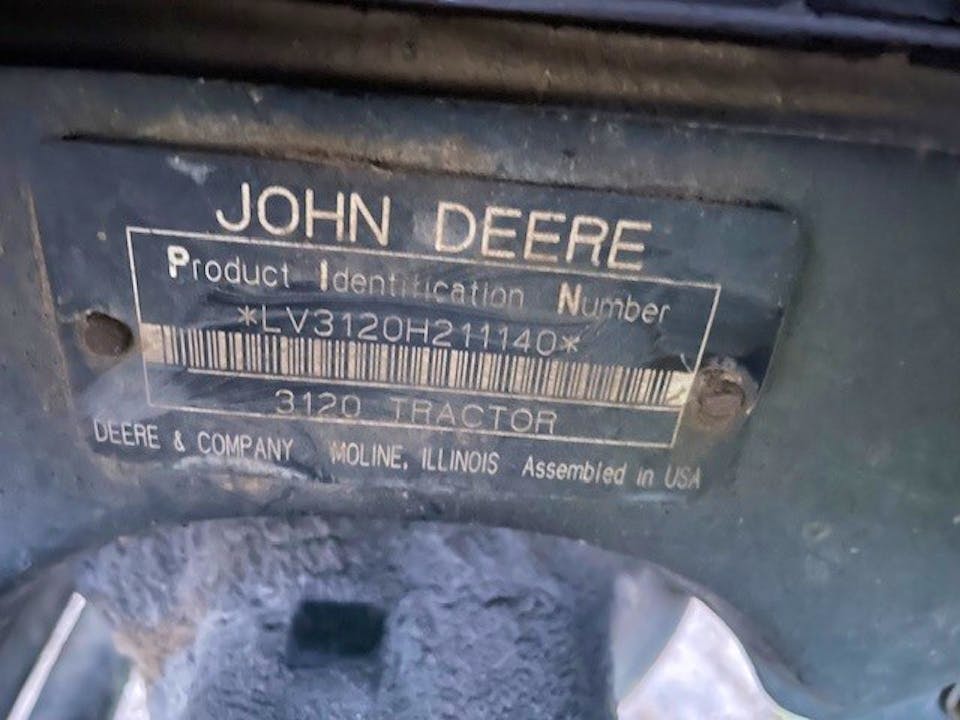 JOHN DEERE
Product Identification Number
*LV3120H211140*
3120 TRACTOR
DEERE & COMPANY MOLINE, ILLINOIS Assembled in USA